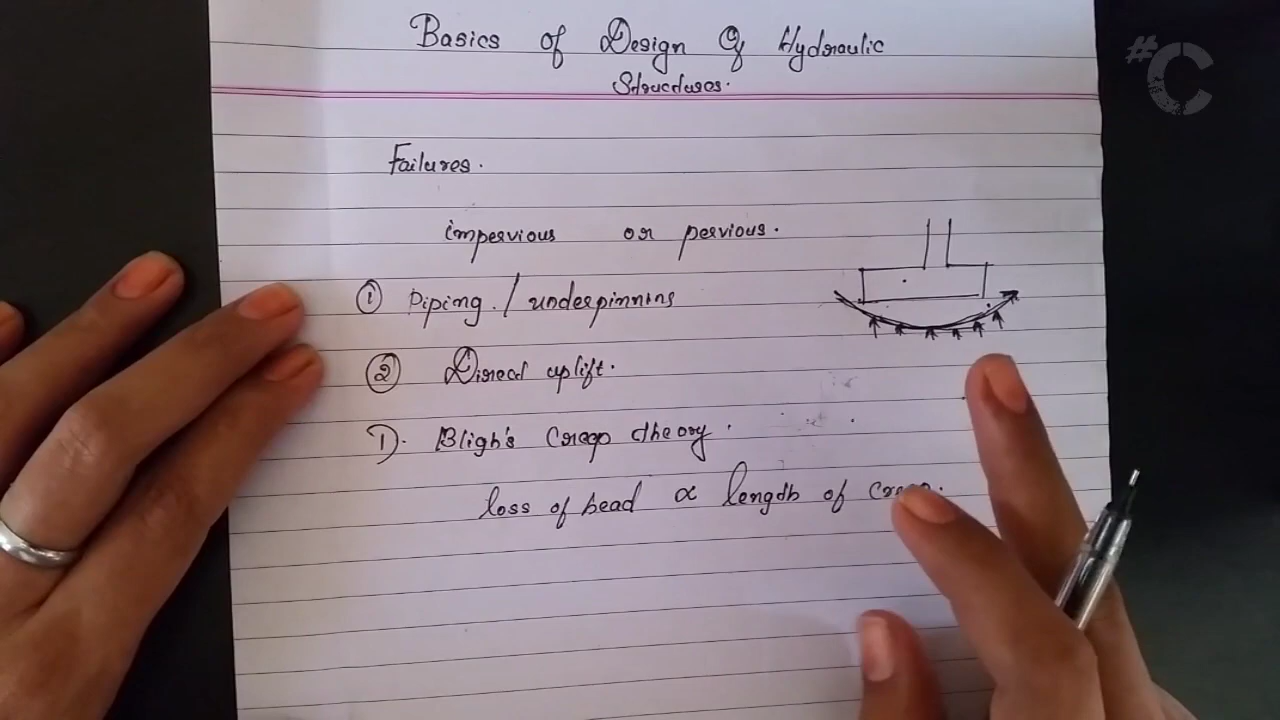 Basics of Design Of Hydraulic
Structures.
#C
Failures.
impervious or pervious.
① Piping / underpinning
② Direct uplift.
1). Bligh's Creep theory.
loss of head ∝ length of